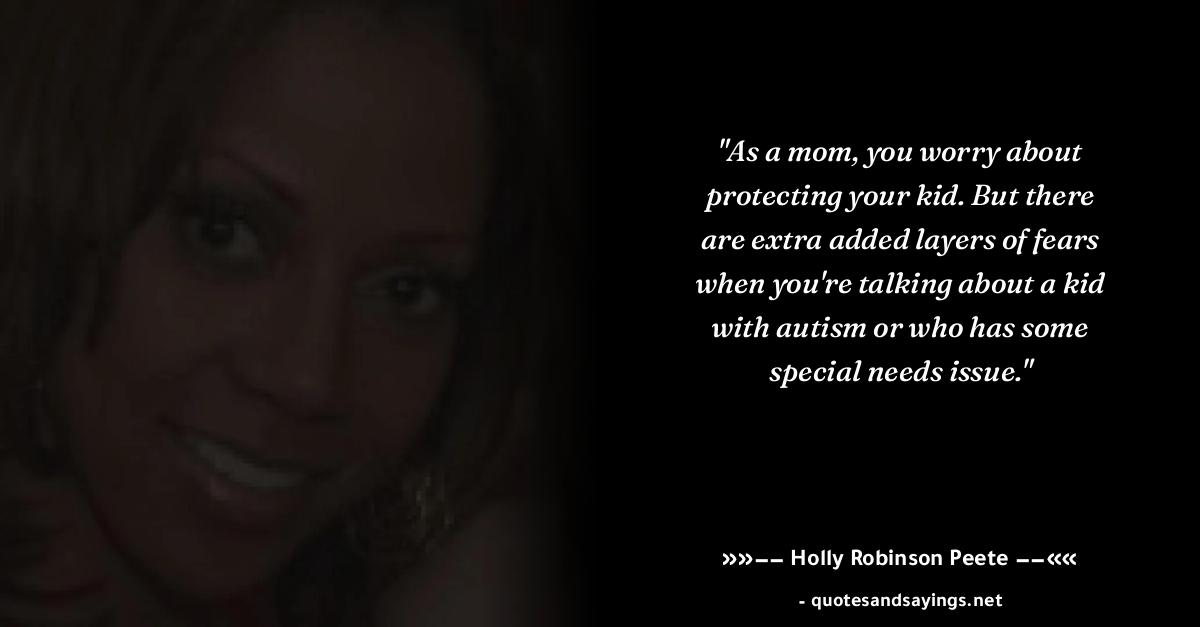 "As a mom, you worry about
protecting your kid. But there
are extra added layers of fears
when you're talking about a kid
with autism or who has some
special needs issue."
»»−− Holly Robinson Peete −−««
- quotesandsayings.net